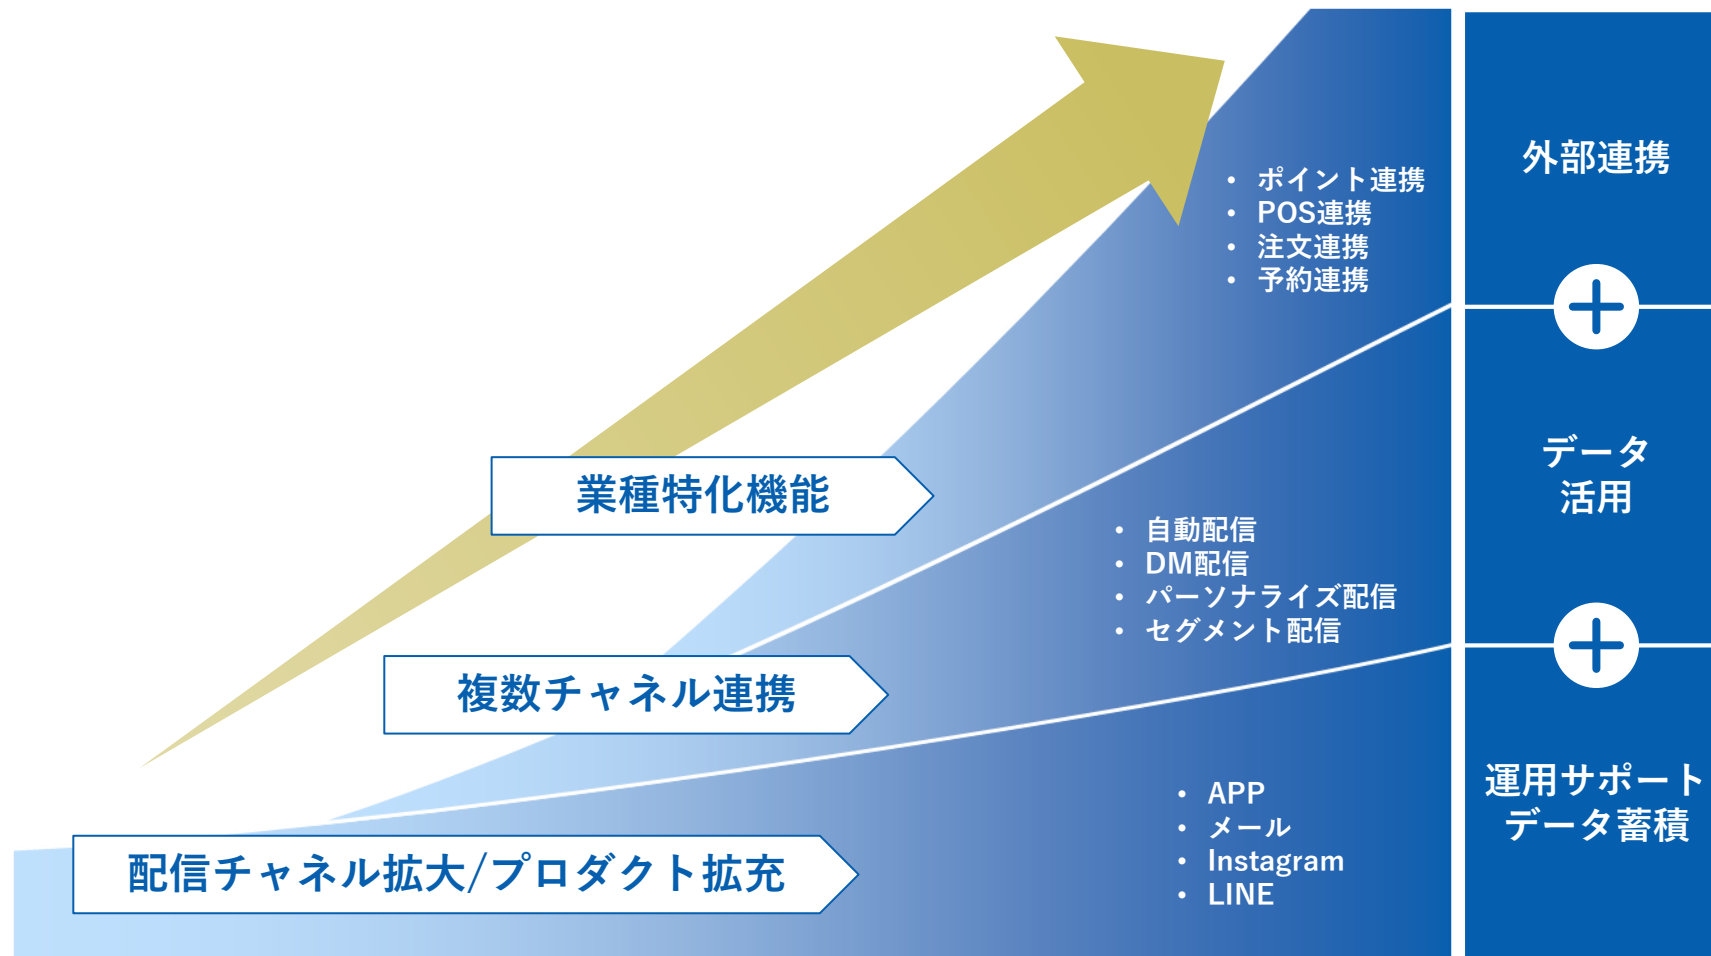 外部連携
• ポイント連携
• POS連携
• 注文連携
• 予約連携
業種特化機能
データ
活用
• 自動配信
• DM配信
• パーソナライズ配信
• セグメント配信
複数チャネル連携
運用サポート
データ蓄積
• APP
• メール
• Instagram
• LINE
配信チャネル拡大/プロダクト拡充